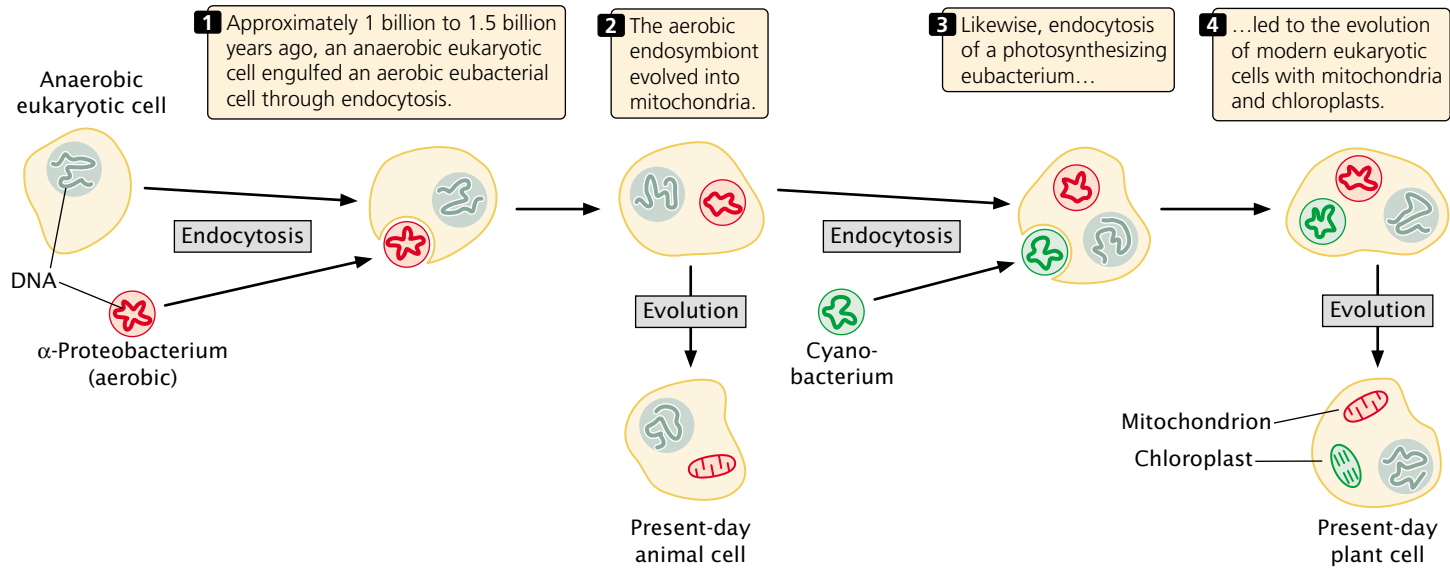 1 Approximately 1 billion to 1.5 billion
years ago, an anaerobic eukaryotic
cell engulfed an aerobic eubacterial
cell through endocytosis.
2 The aerobic
endosymbiont
evolved into
mitochondria.
3 Likewise, endocytosis
of a photosynthesizing
eubacterium…
4 …led to the evolution
of modern eukaryotic
cells with mitochondria
and chloroplasts.
Anaerobic
eukaryotic cell
Endocytosis
DNA
α-Proteobacterium
(aerobic)
Evolution
Present-day
animal cell
Endocytosis
Cyano-
bacterium
Evolution
Mitochondrion
Chloroplast
Present-day
plant cell